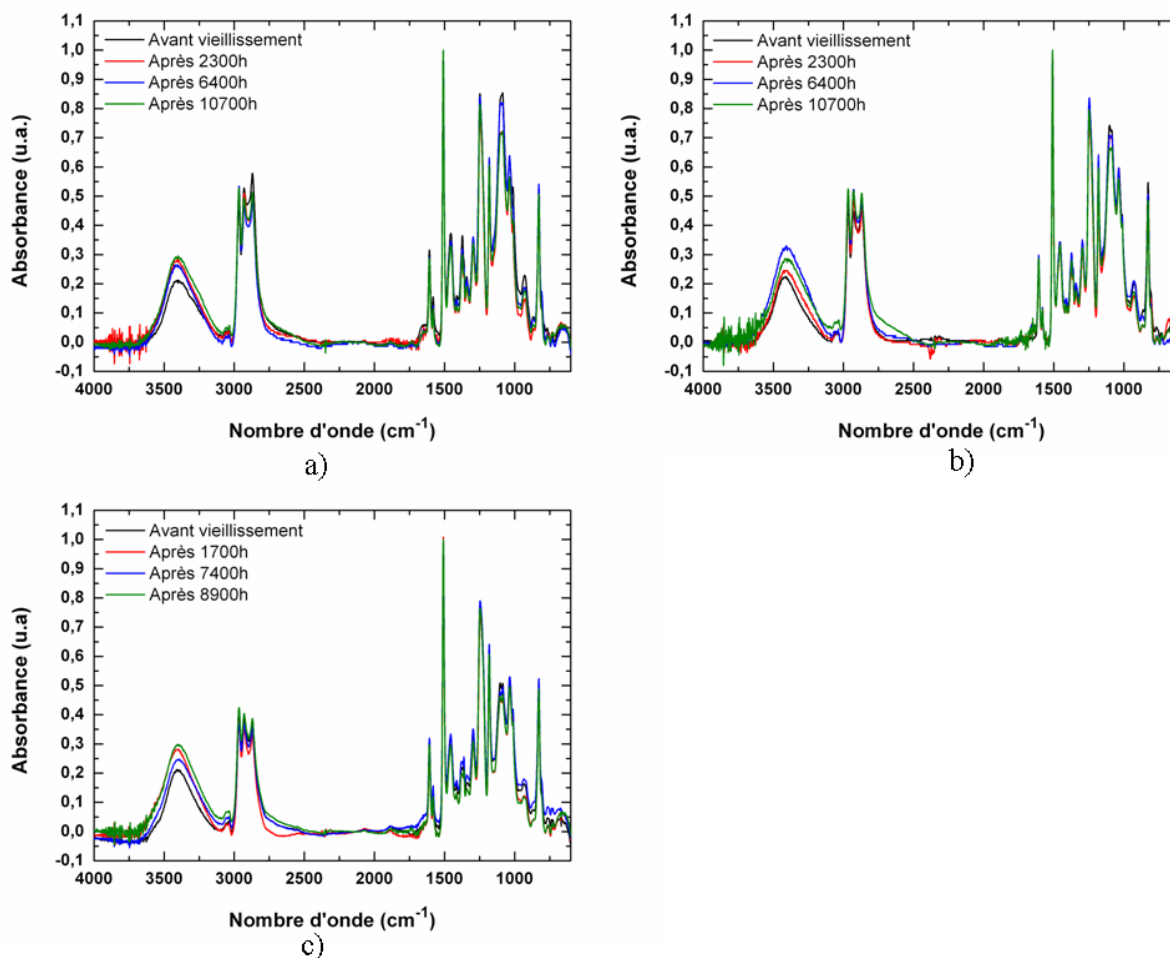 1,1
1,0
0,9
0,8
0,7
0,6
0,5
0,4
0,3
0,2
0,1
0,0
-0,1
Absorbance (u.a.)
Avant vieillissement
Après 2300h
Après 6400h
Après 10700h
4000 3500 3000 2500 2000 1500 1000
Nombre d'onde (cm⁻¹)
a)
1,1
1,0
0,9
0,8
0,7
0,6
0,5
0,4
0,3
0,2
0,1
0,0
-0,1
Absorbance (u.a.)
Avant vieillissement
Après 2300h
Après 6400h
Après 10700h
4000 3500 3000 2500 2000 1500 1000
Nombre d'onde (cm⁻¹)
b)
1,1
1,0
0,9
0,8
0,7
0,6
0,5
0,4
0,3
0,2
0,1
0,0
-0,1
Absorbance (u.a)
Avant vieillissement
Après 1700h
Après 7400h
Après 8900h
4000 3500 3000 2500 2000 1500 1000
Nombre d'onde (cm⁻¹)
c)